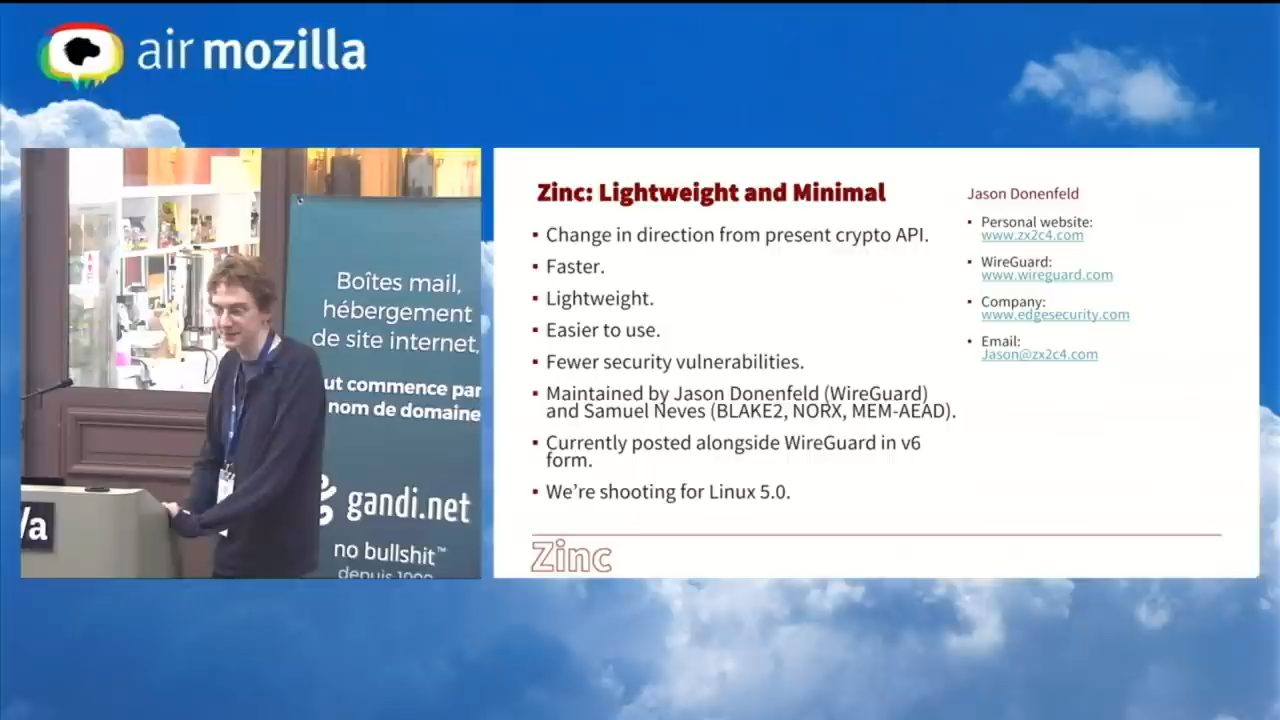 air mozilla
Boîtes mail,
hébergement
de site internet,
ut commence par
nom de domaine
gandi.net
no bullshit™
depuis 1999
/a
Zinc: Lightweight and Minimal
▪ Change in direction from present crypto API.
▪ Faster.
▪ Lightweight.
▪ Easier to use.
▪ Fewer security vulnerabilities.
▪ Maintained by Jason Donenfeld (WireGuard)
and Samuel Neves (BLAKE2, NORX, MEM-AEAD).
▪ Currently posted alongside WireGuard in v6
form.
▪ We’re shooting for Linux 5.0.
Jason Donenfeld
▪ Personal website:
www.zx2c4.com
▪ WireGuard:
www.wireguard.com
▪ Company:
www.edgesecurity.com
▪ Email:
Jason@zx2c4.com
Zinc